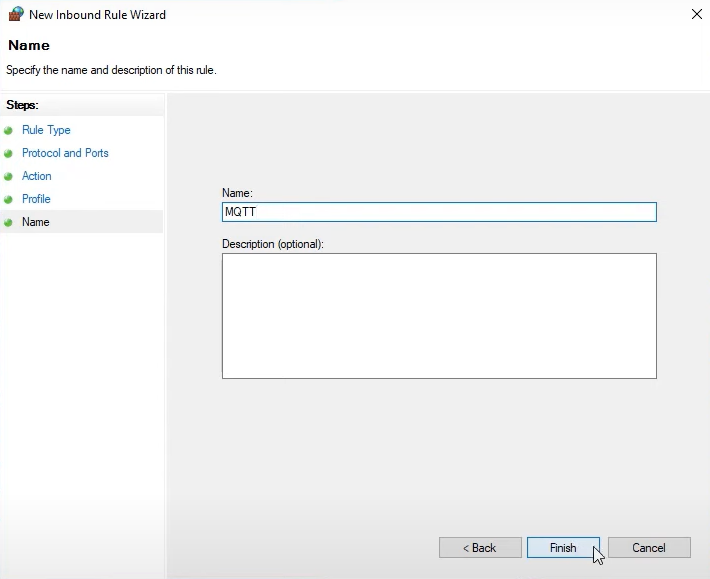 New Inbound Rule Wizard
Name
Specify the name and description of this rule.
Steps:
Rule Type
Protocol and Ports
Action
Profile
Name
Name:
MQTT
Description (optional):
< Back
Finish
Cancel